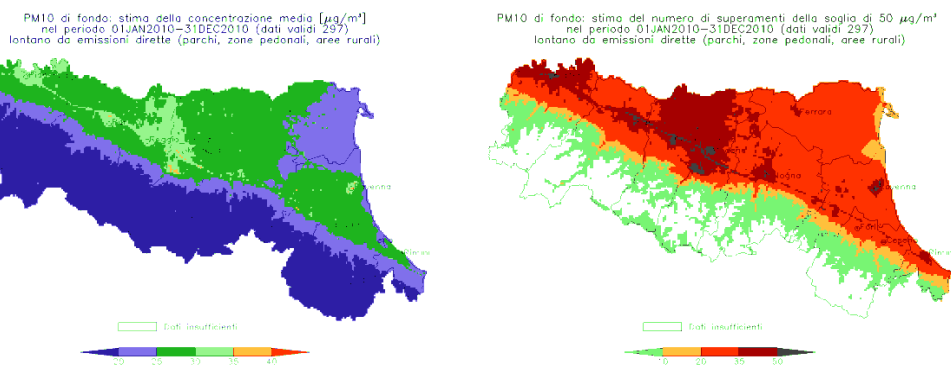 PM10 di fondo: stima della concentrazione media [μg/m³]
nel periodo 01JAN2010-31DEC2010 (dati validi 297)
lontano da emissioni dirette (parchi, zone pedonali, aree rurali)
Dati insufficienti
20 25 30 35 40
PM10 di fondo: stima del numero di superamenti della soglia di 50 μg/m³
nel periodo 01JAN2010-31DEC2010 (dati validi 297)
lontano da emissioni dirette (parchi, zone pedonali, aree rurali)
Ferrara
Cesena
Dati insufficienti
20 35 50